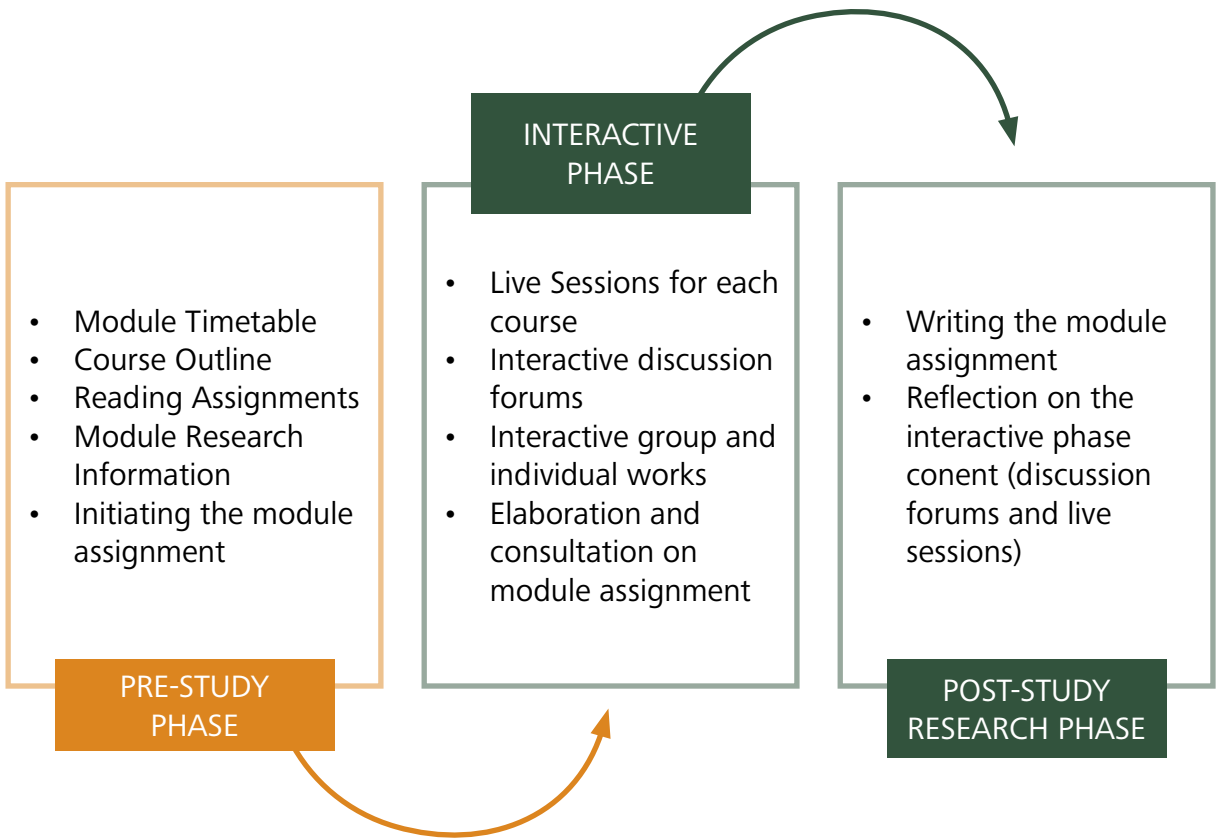 • Module Timetable
• Course Outline
• Reading Assignments
• Module Research
Information
• Initiating the module
assignment
PRE-STUDY
PHASE
INTERACTIVE
PHASE
• Live Sessions for each
course
• Interactive discussion
forums
• Interactive group and
individual works
• Elaboration and
consultation on
module assignment
• Writing the module
assignment
• Reflection on the
interactive phase
conent (discussion
forums and live
sessions)
POST-STUDY
RESEARCH PHASE